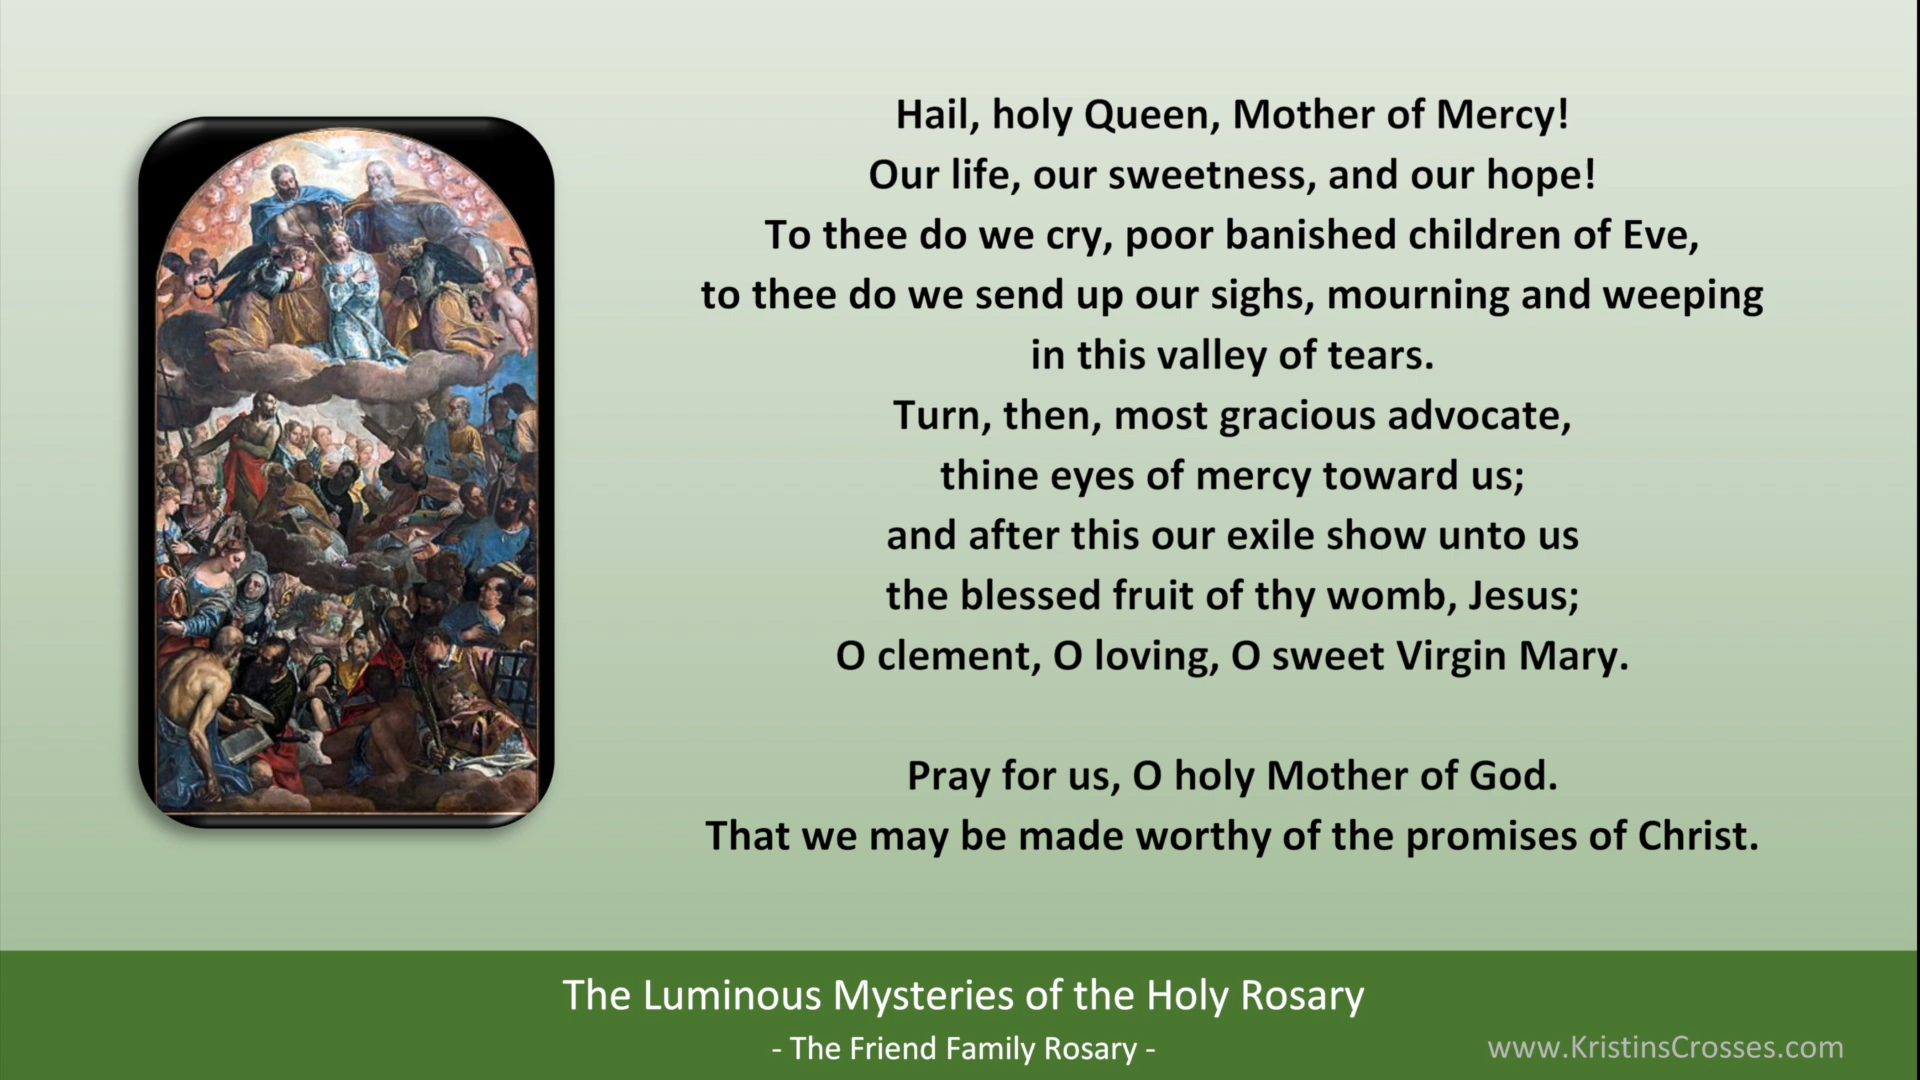 Hail, holy Queen, Mother of Mercy!
Our life, our sweetness, and our hope!
To thee do we cry, poor banished children of Eve,
to thee do we send up our sighs, mourning and weeping
in this valley of tears.
Turn, then, most gracious advocate,
thine eyes of mercy toward us;
and after this our exile show unto us
the blessed fruit of thy womb, Jesus;
O clement, O loving, O sweet Virgin Mary.
Pray for us, O holy Mother of God.
That we may be made worthy of the promises of Christ.
The Luminous Mysteries of the Holy Rosary
- The Friend Family Rosary -
www.KristinsCrosses.com